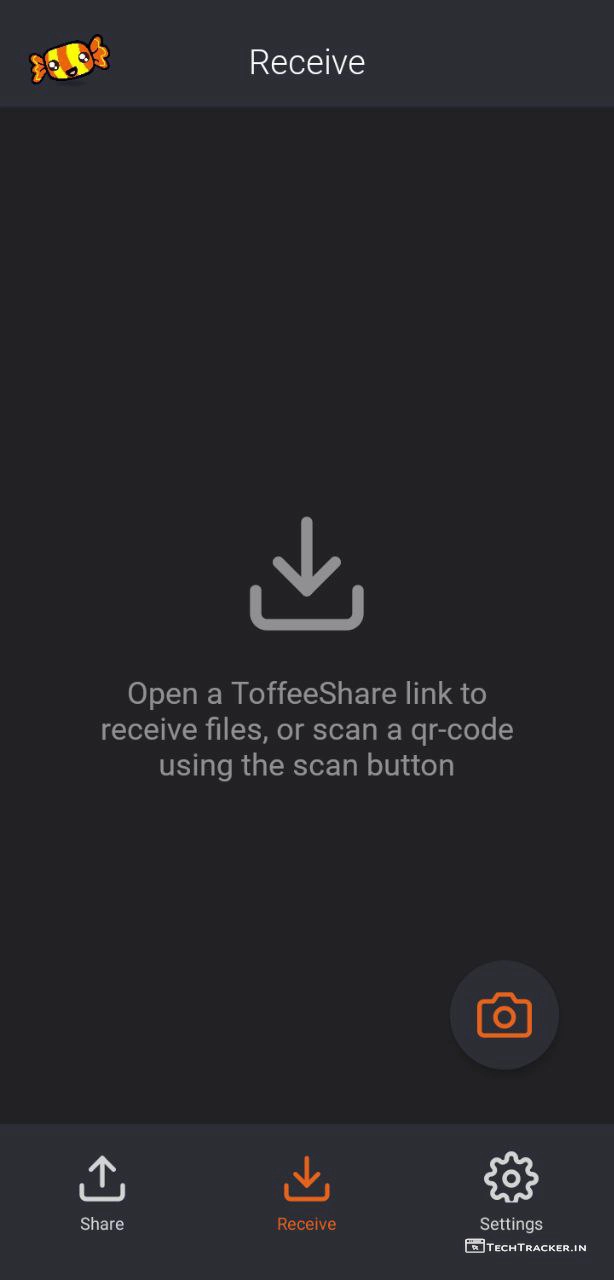 Receive
Open a ToffeeShare link to
receive files, or scan a qr-code
using the scan button
Share
Receive
Settings
TECHTRACKER.IN